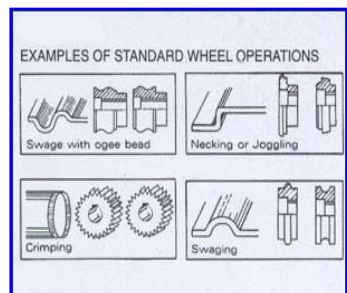 EXAMPLES OF STANDARD WHEEL OPERATIONS
Swage with ogee bead
Necking or Joggling
Crimping
Swaging